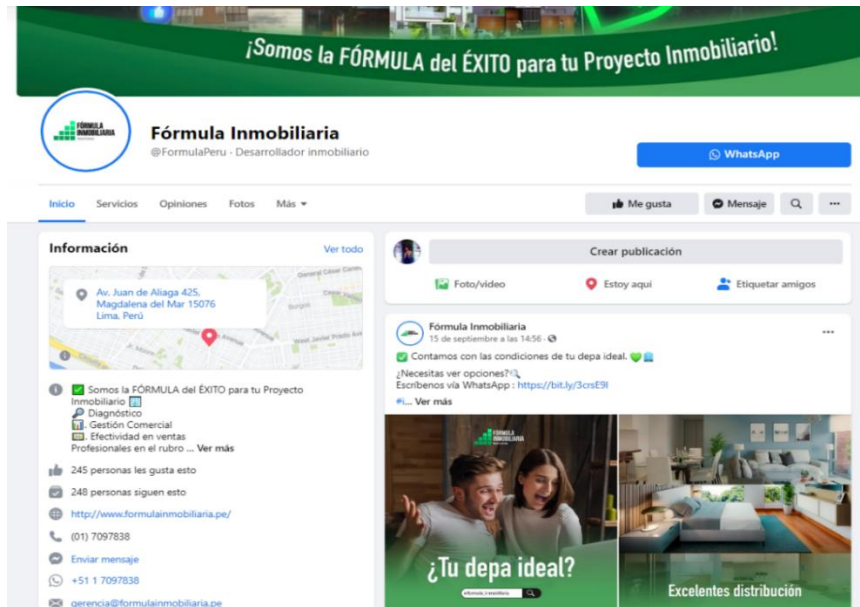 ¡Somos la FÓRMULA del ÉXITO para tu Proyecto Inmobiliario!
FÓRMULA
INMOBILIARIA
Fórmula Inmobiliaria
@FormulaPeru · Desarrollador inmobiliario
WhatsApp
Inicio
Servicios
Opiniones
Fotos
Más
Me gusta
Mensaje
Información
Ver todo
Av. Juan de Aliaga 425,
Magdalena del Mar 15076
Lima, Perú
Somos la FÓRMULA del ÉXITO para tu Proyecto
Inmobiliario
Diagnóstico
. Gestión Comercial
. Efectividad en ventas
Profesionales en el rubro ... Ver más
245 personas les gusta esto
248 personas siguen esto
http://www.formulainmobiliaria.pe/
(01) 7097838
Enviar mensaje
+51 1 7097838
gerencia@formulainmobiliaria.pe
Crear publicación
Foto/video
Estoy aquí
Etiquetar amigos
Fórmula Inmobiliaria
15 de septiembre a las 14:56 ·
Contamos con las condiciones de tu depa ideal.
¿Necesitas ver opciones?
Escríbenos vía WhatsApp : https://bit.ly/3crsE9I
#i... Ver más
FÓRMULA
INMOBILIARIA
¿Tu depa ideal?
Excelentes distribución